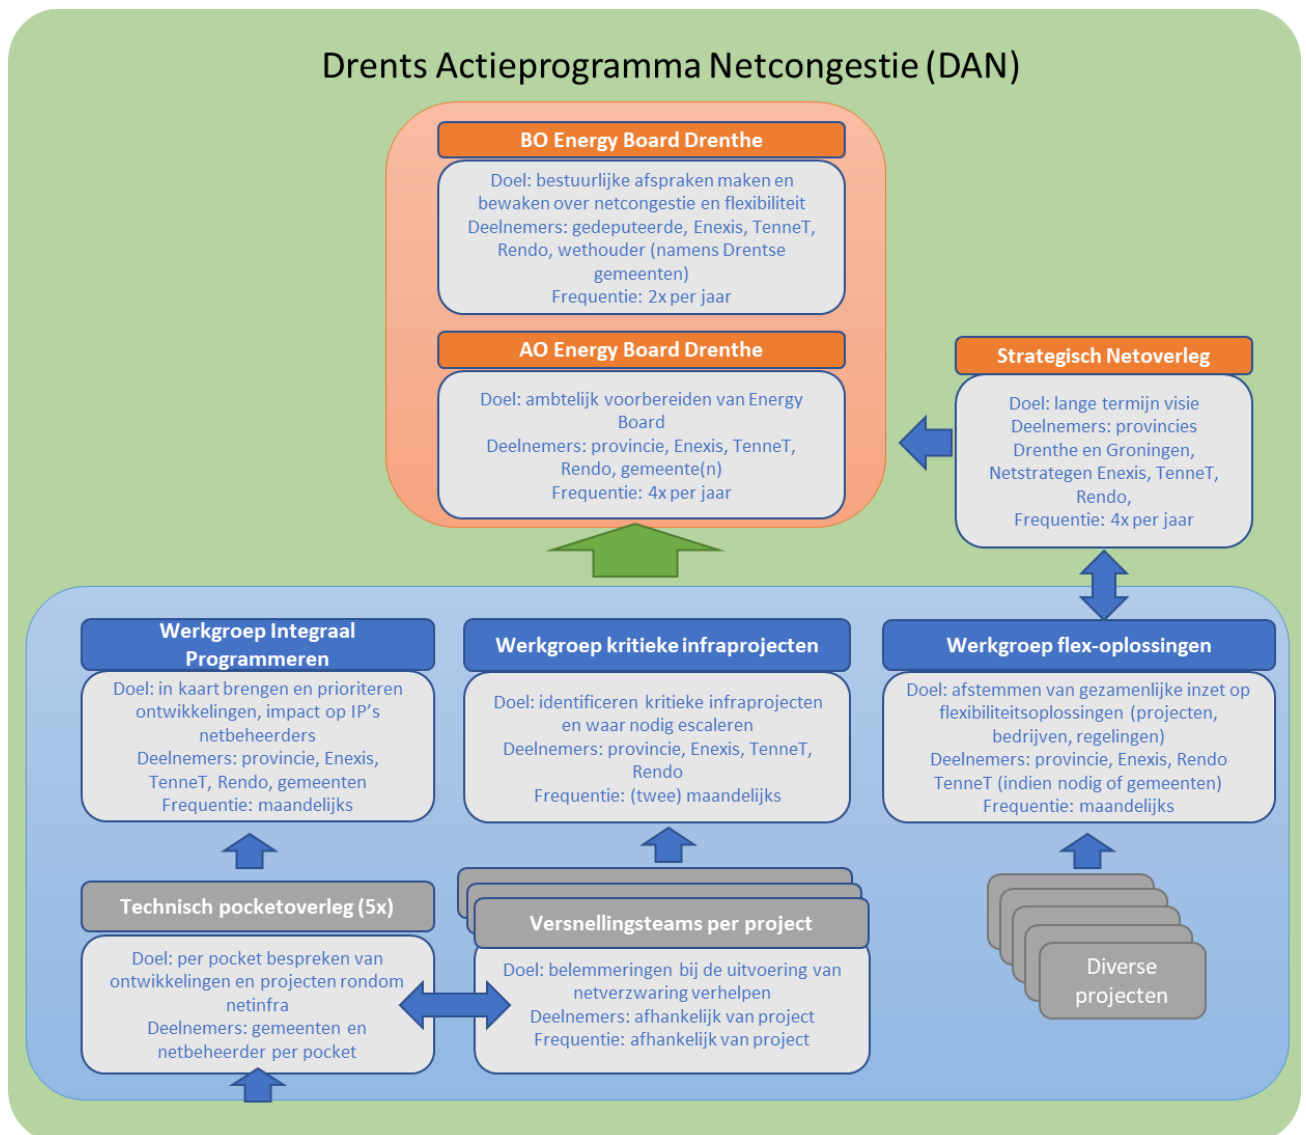 Drents Actieprogramma Netcongestie (DAN)
BO Energy Board Drenthe
Doel: bestuurlijke afspraken maken en
bewaken over netcongestie en flexibiliteit
Deelnemers: gedeputeerde, Enexis, TenneT,
Rendo, wethouder (namens Drentse
gemeenten)
Frequentie: 2x per jaar
AO Energy Board Drenthe
Doel: ambtelijk voorbereiden van Energy
Board
Deelnemers: provincie, Enexis, TenneT,
Rendo, gemeente(n)
Frequentie: 4x per jaar
Strategisch Netoverleg
Doel: lange termijn visie
Deelnemers: provincies
Drenthe en Groningen,
Netstrategen Enexis, TenneT,
Rendo,
Frequentie: 4x per jaar
Werkgroep Integraal
Programmeren
Doel: in kaart brengen en prioriteren
ontwikkelingen, impact op IP's
netbeheerders
Deelnemers: provincie, Enexis,
TenneT, Rendo, gemeenten
Frequentie: maandelijks
Werkgroep kritieke infraprojecten
Doel: identificeren kritieke infraprojecten
en waar nodig escaleren
Deelnemers: provincie, Enexis, TenneT,
Rendo
Frequentie: (twee) maandelijks
Werkgroep flex-oplossingen
Doel: afstemmen van gezamenlijke inzet op
flexibiliteitsoplossingen (projecten,
bedrijven, regelingen)
Deelnemers: provincie, Enexis, Rendo
TenneT (indien nodig of gemeenten)
Frequentie: maandelijks
Technisch pocketoverleg (5x)
Doel: per pocket bespreken van
ontwikkelingen en projecten rondom
netinfra
Deelnemers: gemeenten en
netbeheerder per pocket
Versnellingsteams per project
Doel: belemmeringen bij de uitvoering van
netverzwaring verhelpen
Deelnemers: afhankelijk van project
Frequentie: afhankelijk van project
Diverse
projecten